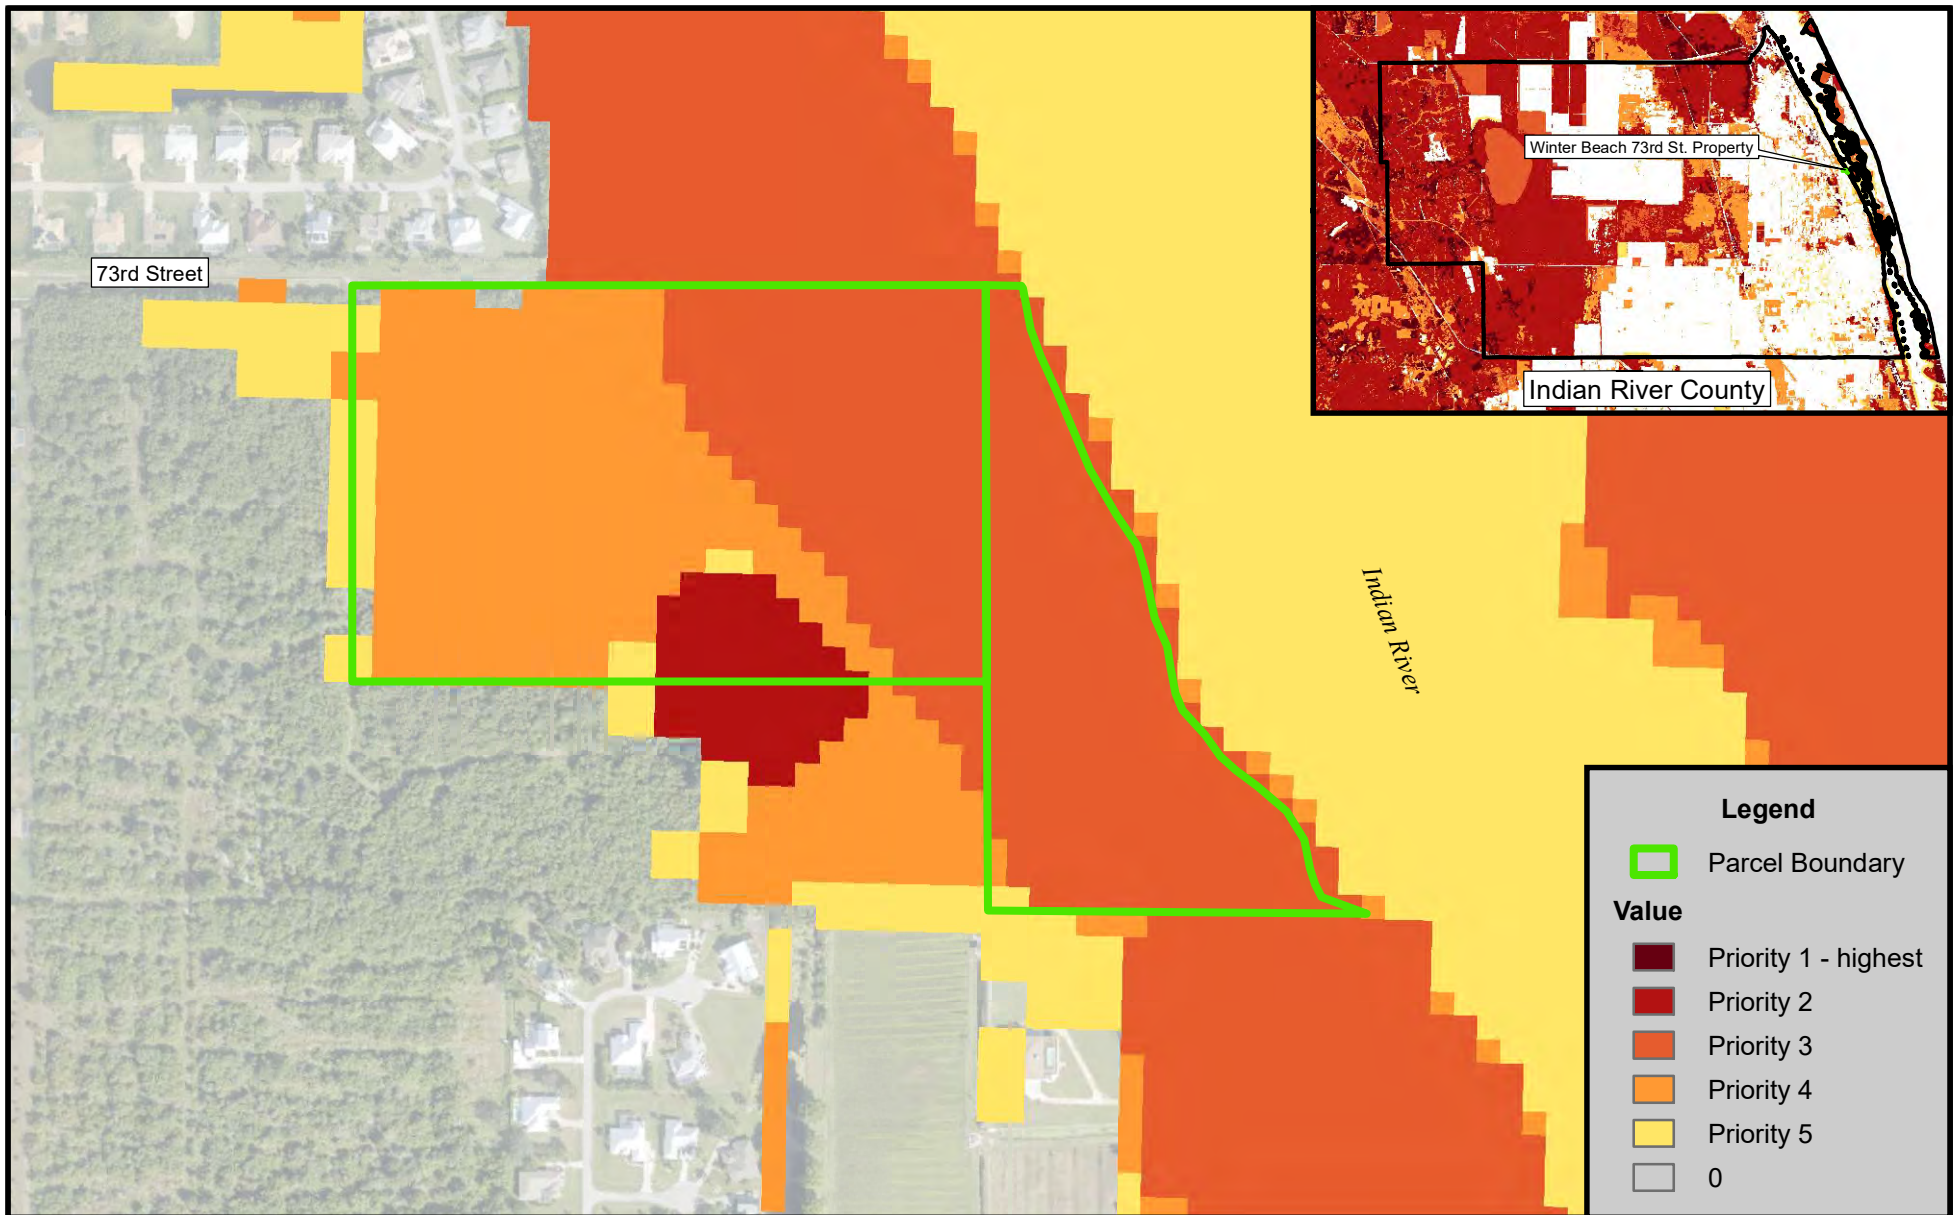 Winter Beach 73rd St. Property
Indian River County
73rd Street
Indian River
Legend
Parcel Boundary
Value
Priority 1 - highest
Priority 2
Priority 3
Priority 4
Priority 5
0